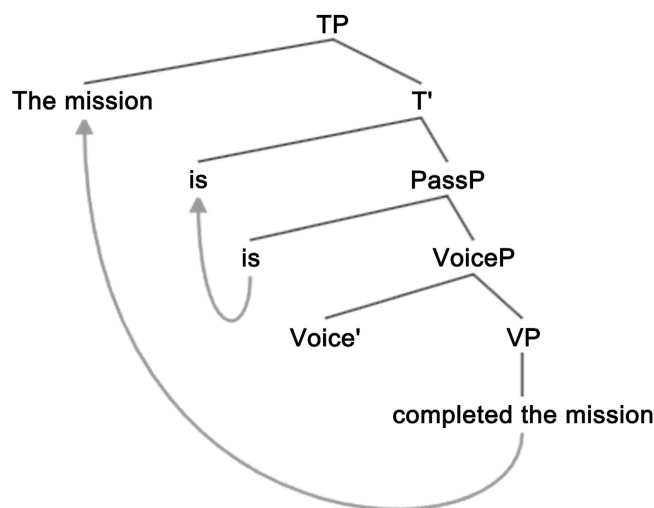 TP
The mission T'
is PassP
is VoiceP
Voice' VP
completed the mission